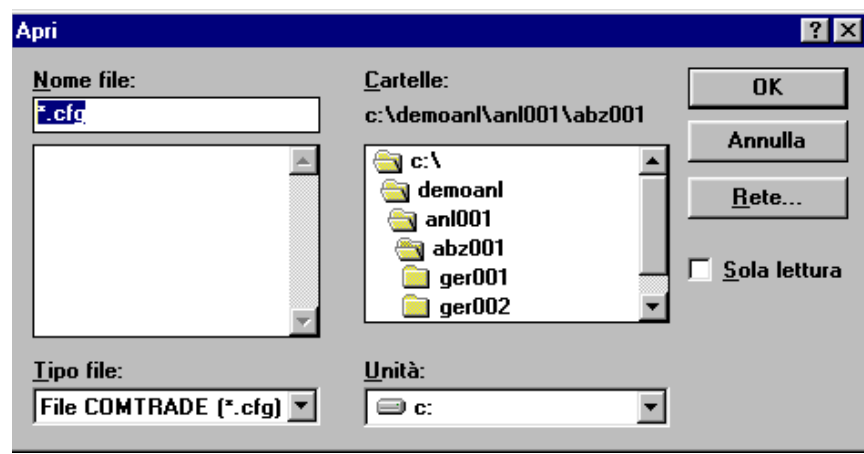 Apri
Nome file:
*.cfg
Cartelle:
c:\demoanl\anl001\abz001
c:\
demoanl
anl001
abz001
ger001
ger002
OK
Annulla
Rete...
Sola lettura
Tipo file:
File COMTRADE (*.cfg)
Unità:
c: